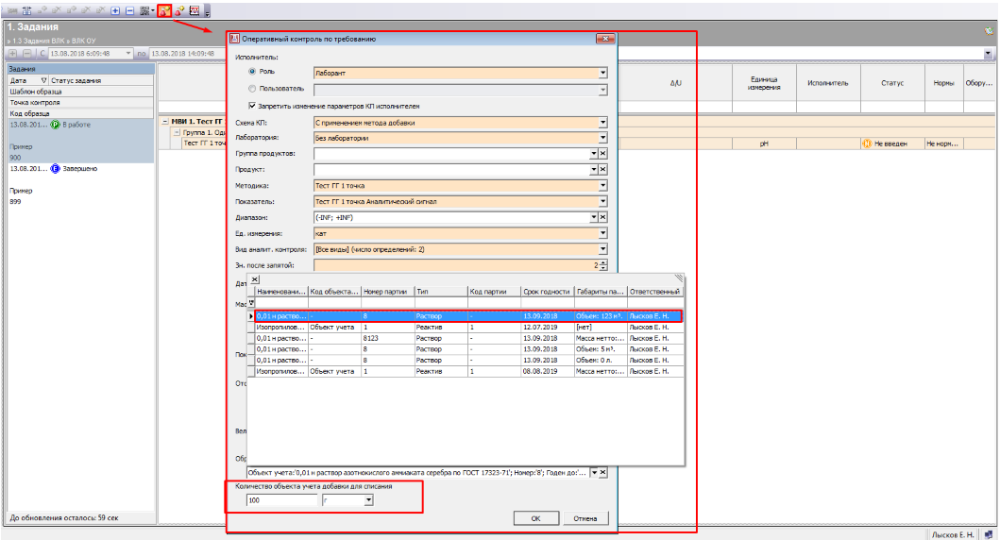 1. Задания
» 1.3 Задания ВЛК » ВЛК ОУ
С 13.08.2018 6:09:48 по 13.08.2018 14:09:48
Задания
Дата Статус задания
Шаблон образца
Точка контроля
Код образца
13.08.201... В работе
Пример
900
13.08.201... Завершено
Пример
899
До обновления осталось: 59 сек
Δ/U Единица измерения Исполнитель Статус Нормы Обору...
МВИ 1. Тест ГГ
Группа 1. Оди
Тест ГГ 1 точ
pH Не введен Не норм...
Оперативный контроль по требованию
Исполнитель:
Роль Лаборант
Пользователь
Запретить изменение параметров КП исполнителем
Схема КП: С применением метода добавки
Лаборатория: Без лаборатории
Группа продуктов:
Продукт:
Методика: Тест ГГ 1 точка
Показатель: Тест ГГ 1 точка Аналитический сигнал
Диапазон: (-INF; +INF)
Ед. измерения: кат
Вид аналит. контроля: [Все виды] (число определений: 2)
Зн. после запятой: 2
Дат
Мас
Пок
Ото
Вел
Обр
Наименовани... Код объекта... Номер партии Тип Код партии Срок годности Габариты па... Ответственный
0,01 н раство... - 8 Раствор - 13.09.2018 Объем: 123 м³. Лысков Е. Н.
Изопропилов... Объект учета 1 Реактив 1 12.07.2019 [нет] Лысков Е. Н.
0,01 н раство... - 8123 Раствор - 13.09.2018 Масса нетто:... Лысков Е. Н.
0,01 н раство... - 8 Раствор - 13.09.2018 Объем: 5 м³. Лысков Е. Н.
0,01 н раство... - 8 Раствор - 13.09.2018 Объем: 0 л. Лысков Е. Н.
Изопропилов... Объект учета 1 Реактив 1 08.08.2019 Масса нетто:... Лысков Е. Н.
Объект учета:'0,01 н раствор азотнокислого аммиаката серебра по ГОСТ 17323-71'; Номер:'8'; Годен до:'...
Количество объекта учета добавки для списания
100 г
OK Отмена
Лысков Е. Н.